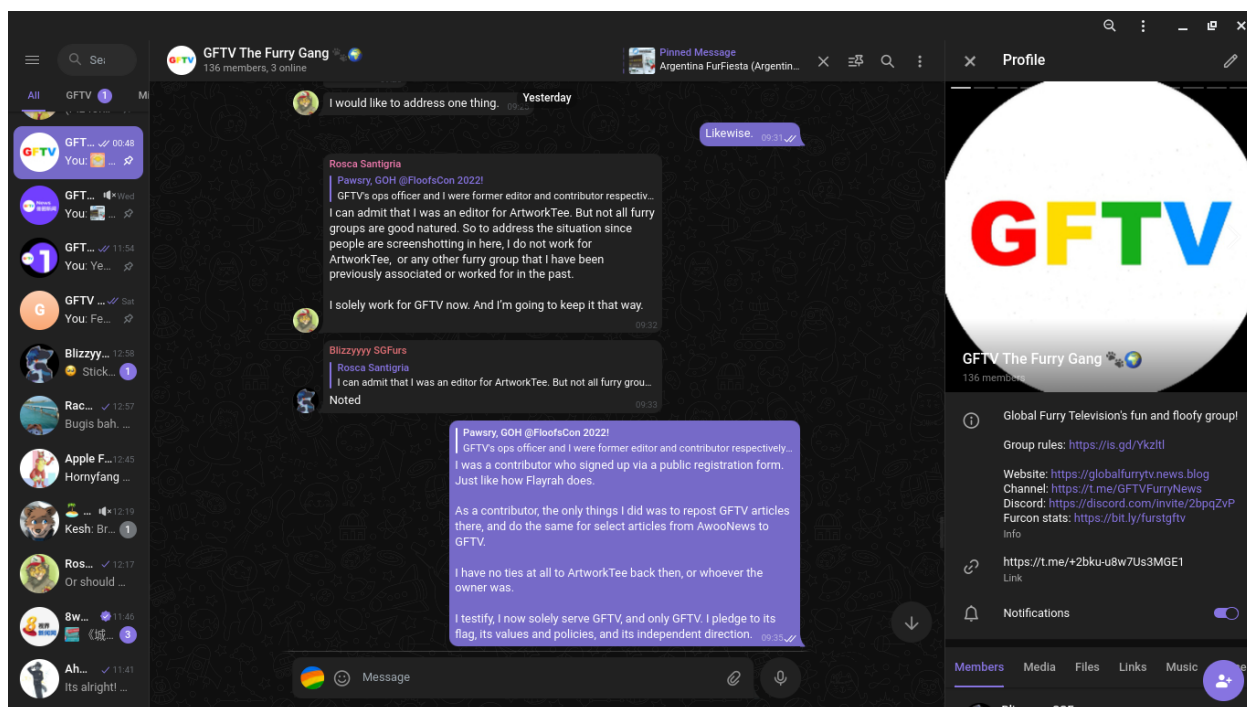 GFTV The Furry Gang
136 members, 3 online
Pinned Message
Argentina FurFiesta (Argentin...
Profile
All
GFTV 1
GFT... 00:48
You:
GFT... Wed
You:
GFT... 11:54
You: Ye...
GFTV ... Sat
You: Fe...
Blizzyy... 12:58
Stick... 1
Rac... 12:57
Bugis bah. ...
Apple F... 12:45
Hornyfang ...
... 12:19
Kesh: Br... 1
Ros... 12:17
Or should ...
8w... 11:46
《城... 3
Ah... 11:41
Its alright! ...
Yesterday
I would like to address one thing.
Likewise. 09:31
Rosca Santigria
Pawsry, GOH @FloofsCon 2022!
GFTV's ops officer and I were former editor and contributor respectiv...
I can admit that I was an editor for ArtworkTee. But not all furry
groups are good natured. So to address the situation since
people are screenshotting in here, I do not work for
ArtworkTee, or any other furry group that I have been
previously associated or worked for in the past.
I solely work for GFTV now. And I'm going to keep it that way.
09:32
Blizzyyyy SGFurs
Rosca Santigria
I can admit that I was an editor for ArtworkTee. But not all furry grou...
Noted
09:33
Pawsry, GOH @FloofsCon 2022!
GFTV's ops officer and I were former editor and contributor respectively...
I was a contributor who signed up via a public registration form.
Just like how Flayrah does.
As a contributor, the only things I did was to repost GFTV articles
there, and do the same for select articles from AwooNews to
GFTV.
I have no ties at all to ArtworkTee back then, or whoever the
owner was.
I testify, I now solely serve GFTV, and only GFTV. I pledge to its
flag, its values and policies, and its independent direction. 09:35
Message
GFTV
GFTV The Furry Gang
136 members
Global Furry Television's fun and floofy group!
Group rules: https://is.gd/Ykzltl
Website: https://globalfurrytv.news.blog
Channel: https://t.me/GFTVFurryNews
Discord: https://discord.com/invite/2bpqZvP
Furcon stats: https://bit.ly/furstgftv
Info
https://t.me/+2bku-u8w7Us3MGE1
Link
Notifications
Members
Media
Files
Links
Music